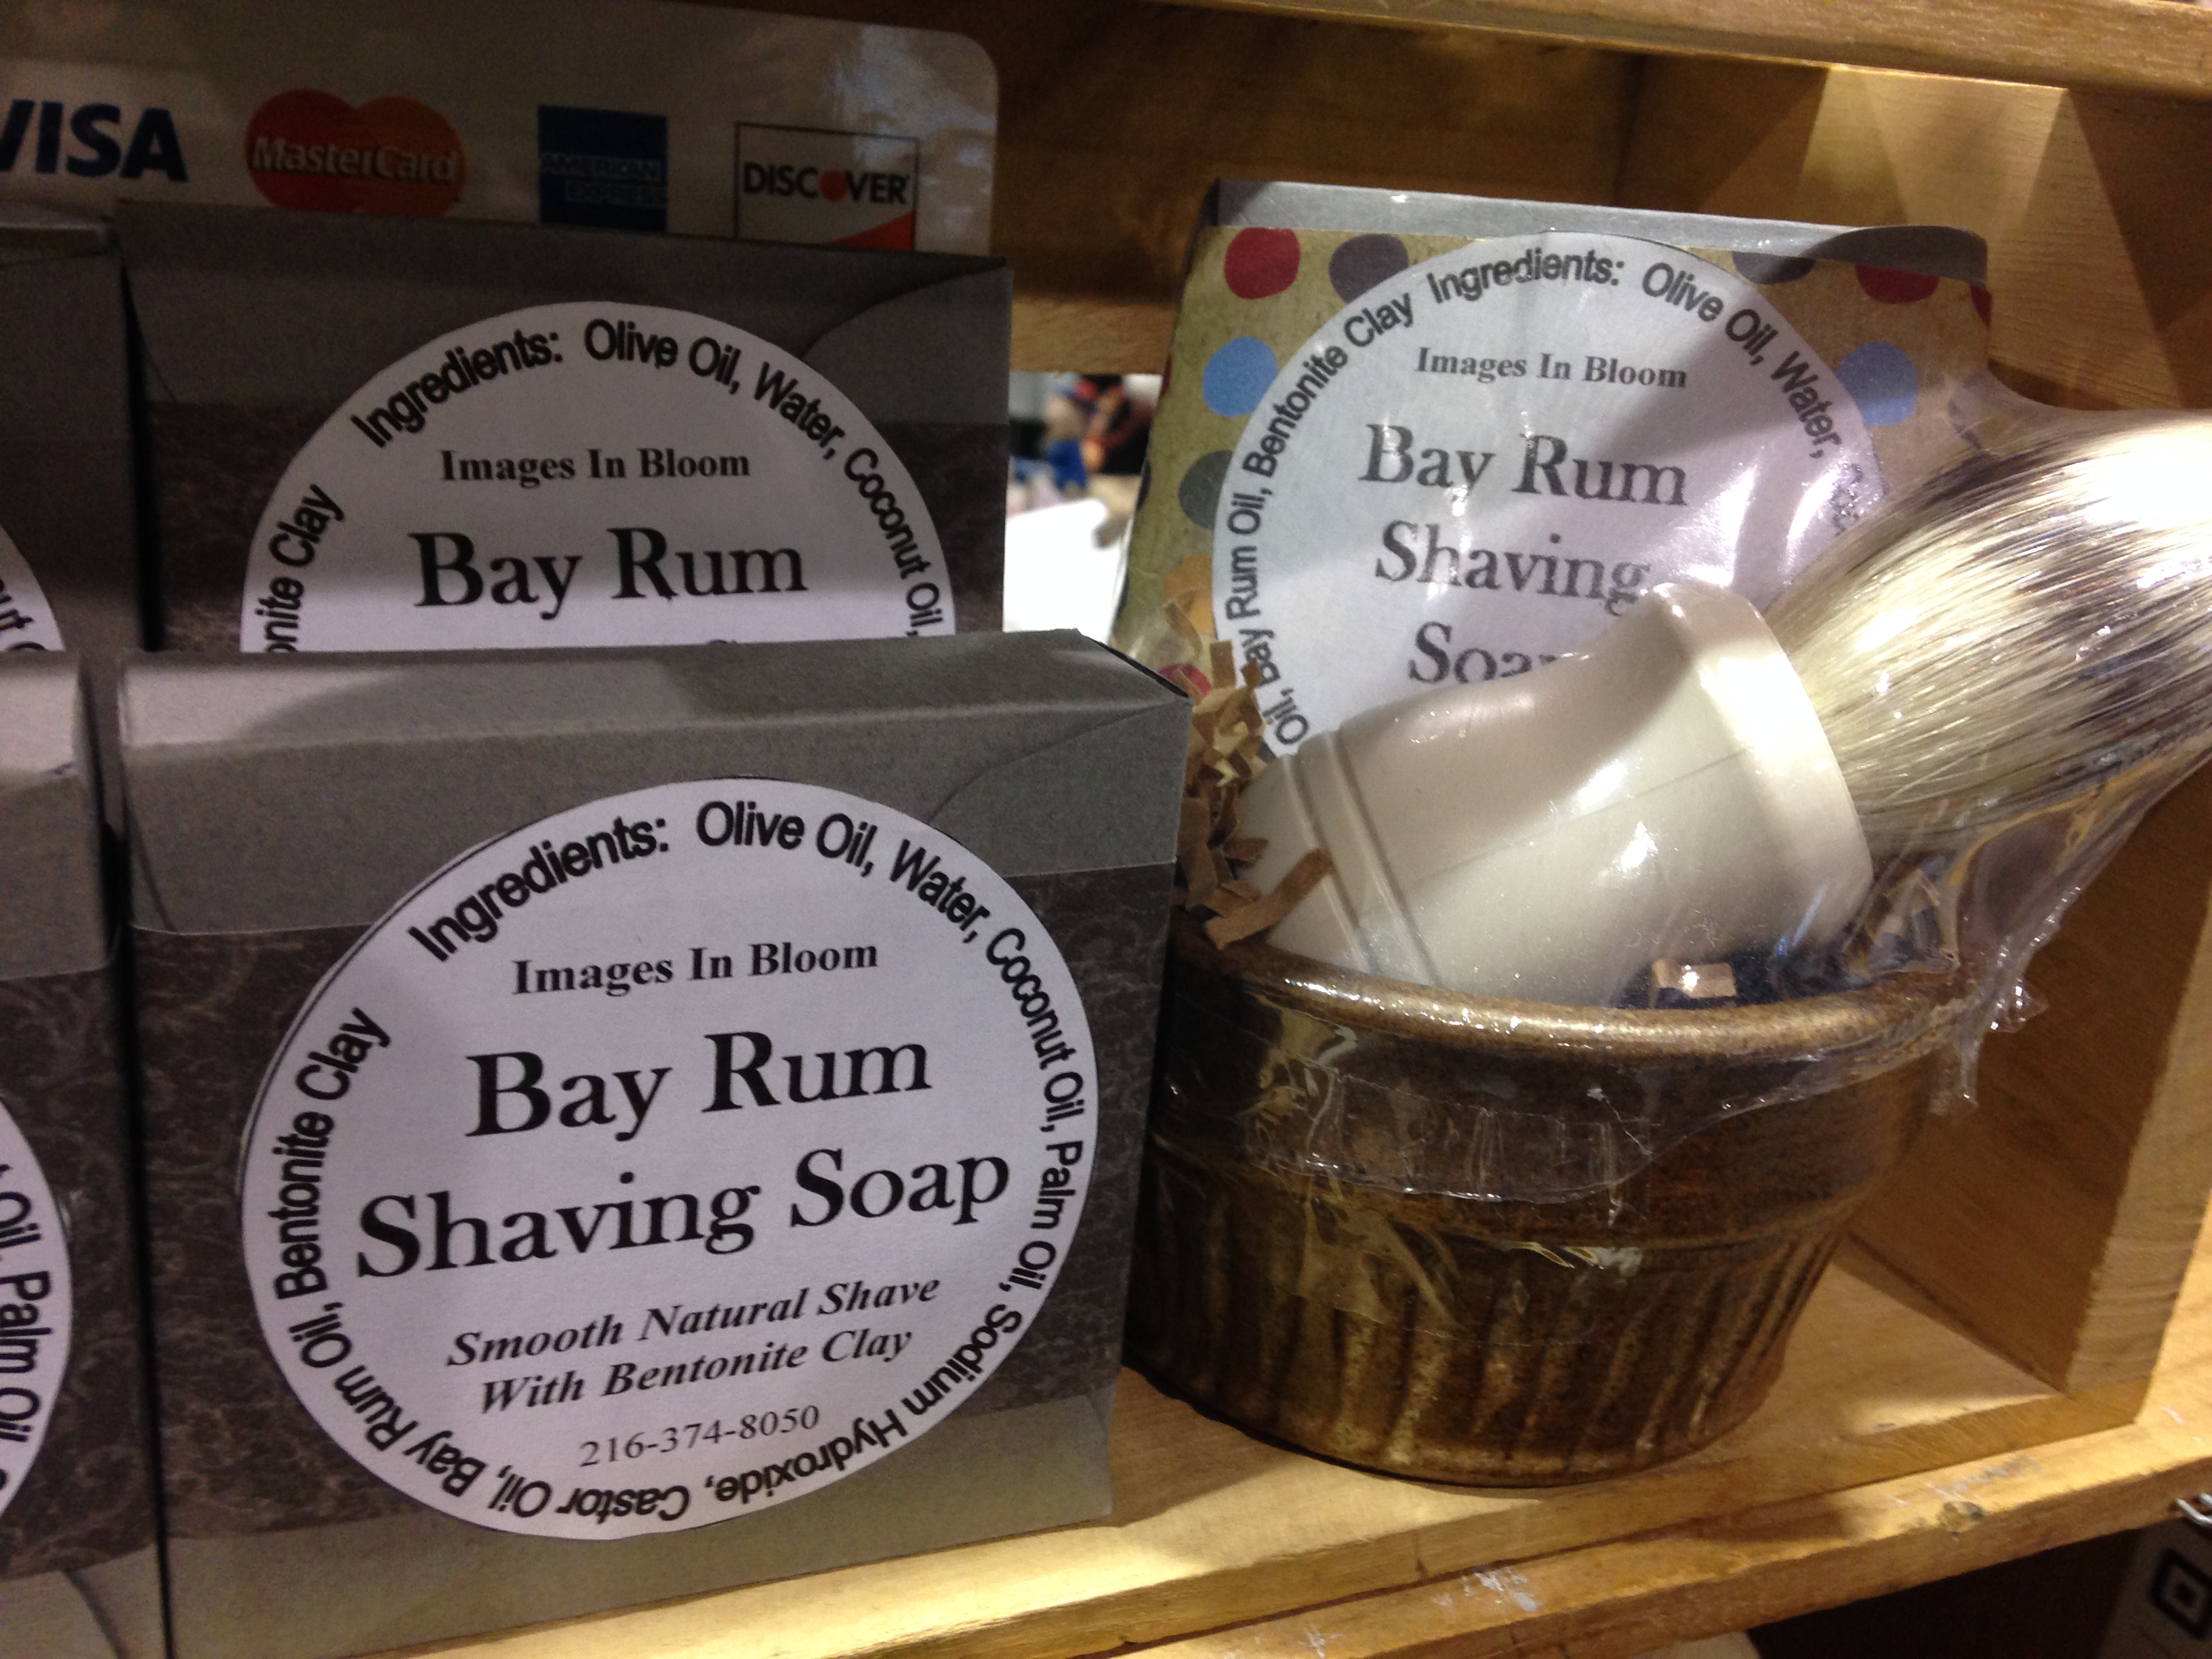 VISA
MasterCard
AMERICAN
EXPRESS
DISCOVER
Ingredients: Olive Oil, Water, Coconut Oil,
Clay
Images In Bloom
Bay Rum
Ingredients: Olive Oil, Water,
Oil, Bay Rum Oil, Bentonite Clay
Images In Bloom
Bay Rum
Shaving
Ingredients: Olive Oil, Water, Coconut Oil, Palm Oil, Sodium Hydroxide, Castor Oil, Bay Rum Oil, Bentonite Clay
Images In Bloom
Bay Rum
Shaving Soap
Smooth Natural Shave
With Bentonite Clay
216-374-8050
Oil, Palm Oil